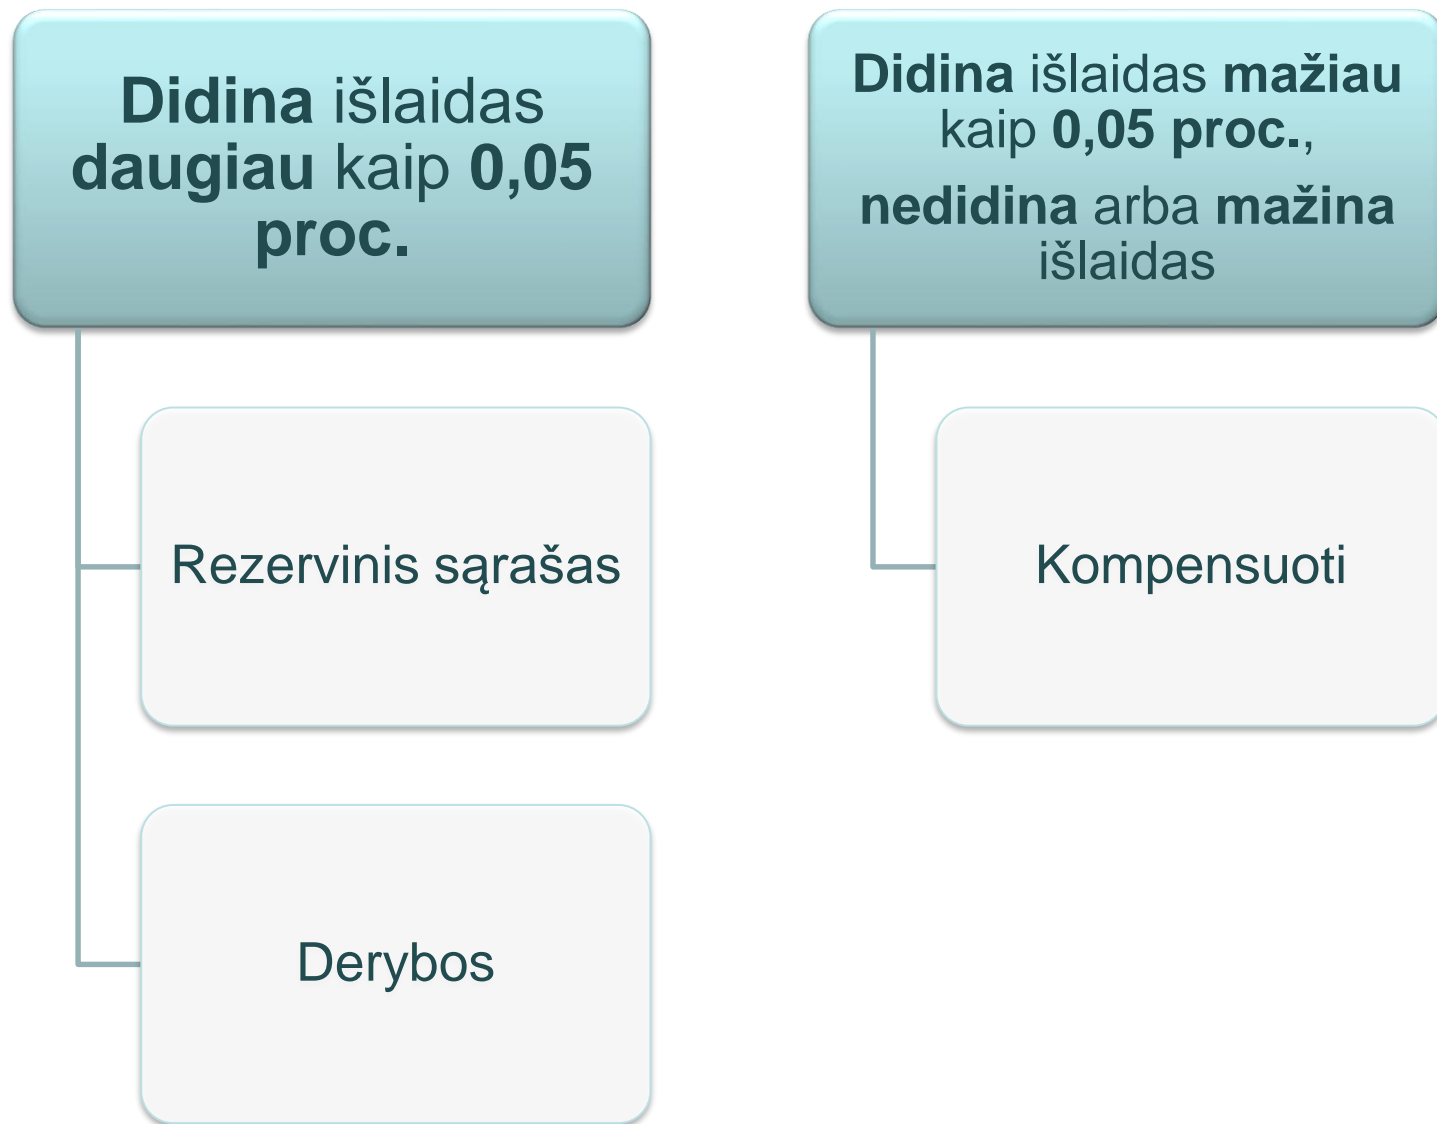 Didina išlaidas
daugiau kaip 0,05
proc.
Rezervinis sąrašas
Derybos
Didina išlaidas mažiau
kaip 0,05 proc.,
nedidina arba mažina
išlaidas
Kompensuoti